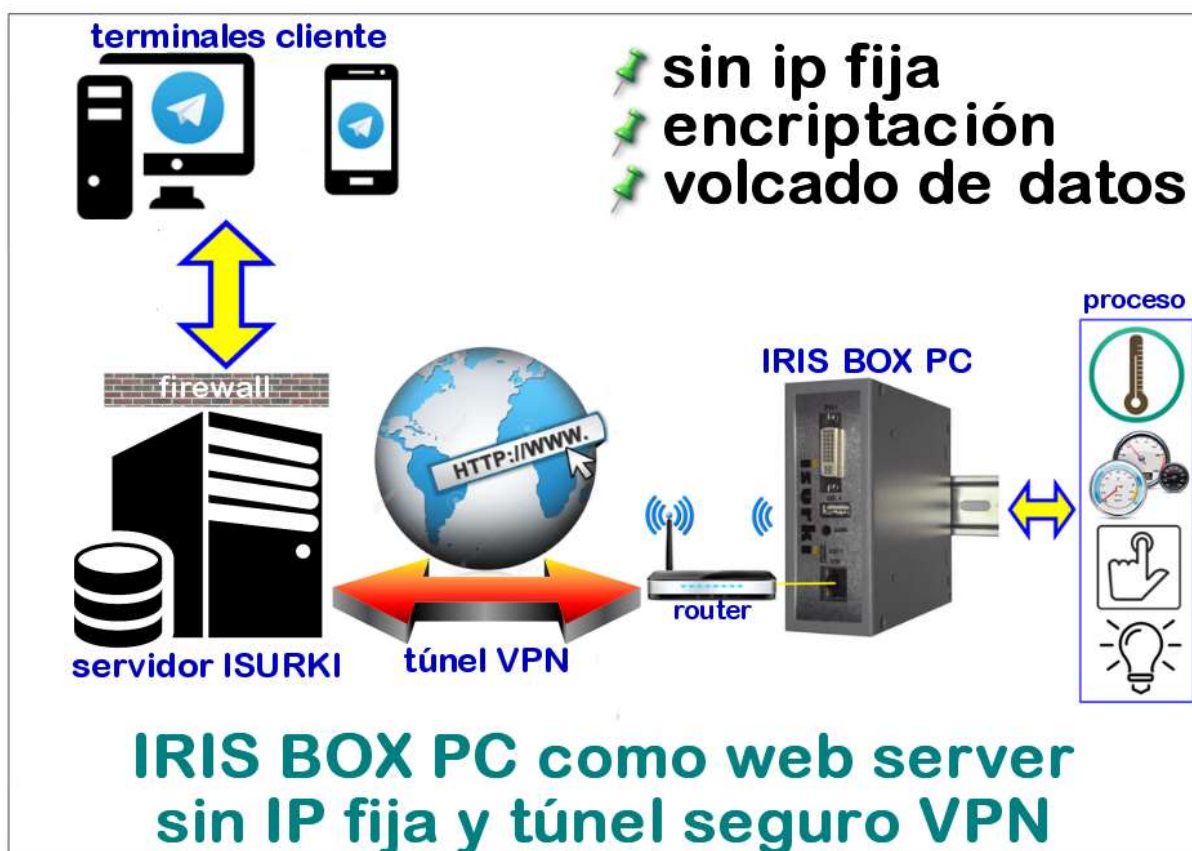 terminales cliente
sin ip fija
encriptación
volcado de datos
proceso
IRIS BOX PC
firewall
HTTP://WWW.
isurki
router
servidor ISURKI
túnel VPN
IRIS BOX PC como web server
sin IP fija y túnel seguro VPN